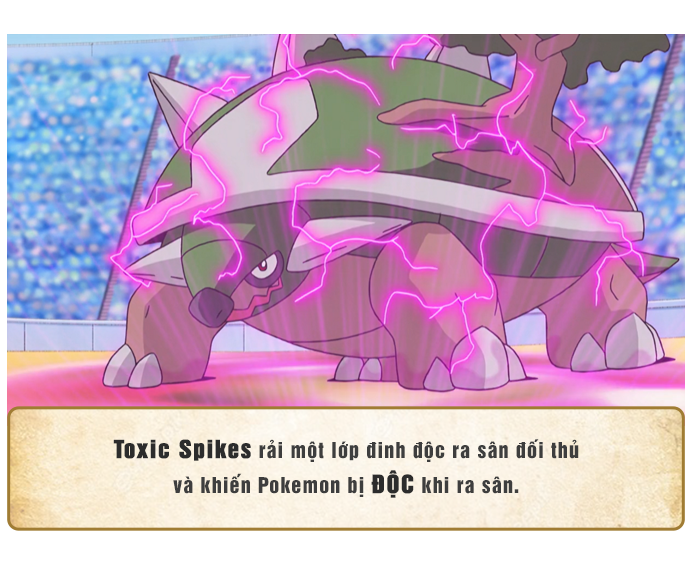 Toxic Spikes rải một lớp đinh độc ra sân đối thủ
và khiến Pokemon bị ĐỘC khi ra sân.